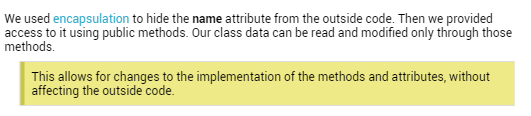 We used encapsulation to hide the name attribute from the outside code. Then we provided
access to it using public methods. Our class data can be read and modified only through those
methods.
This allows for changes to the implementation of the methods and attributes, without
affecting the outside code.